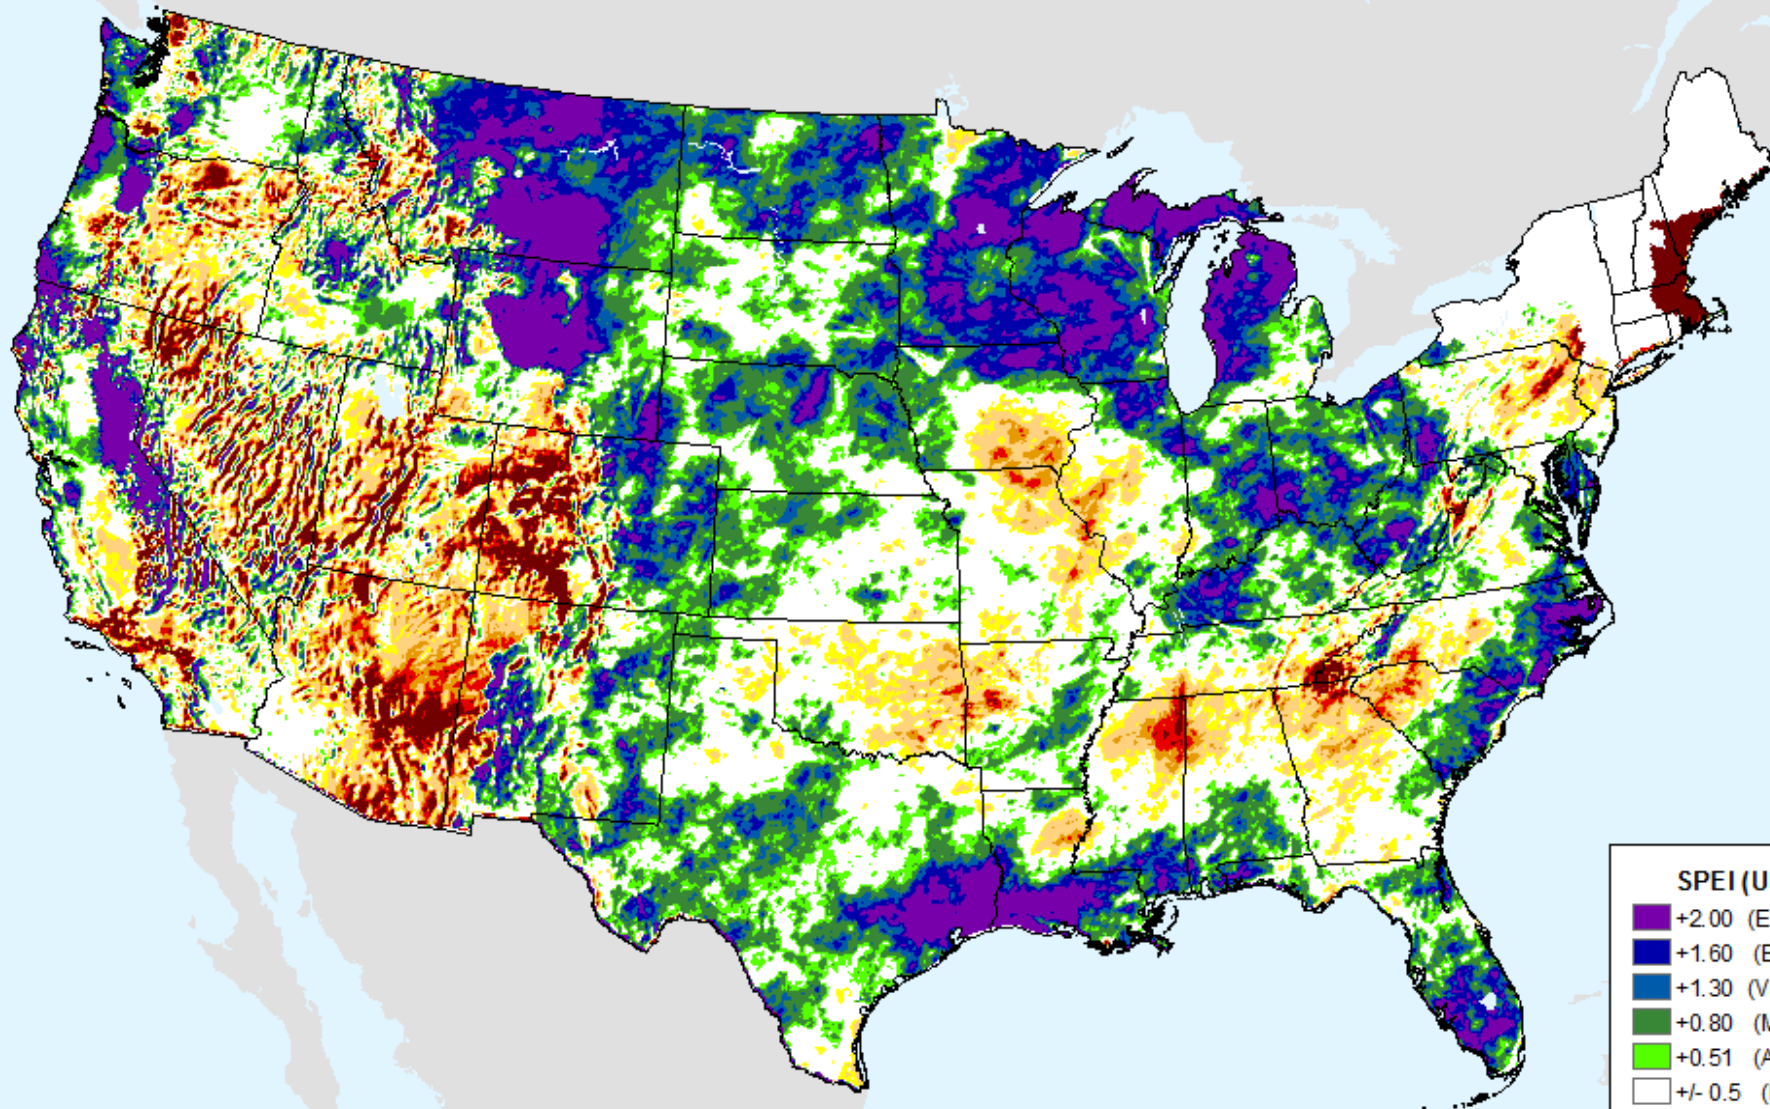 SPEI (U
+2.00 (E
+1.60 (E
+1.30 (V
+0.80 (M
+0.51 (A
+/- 0.5 (